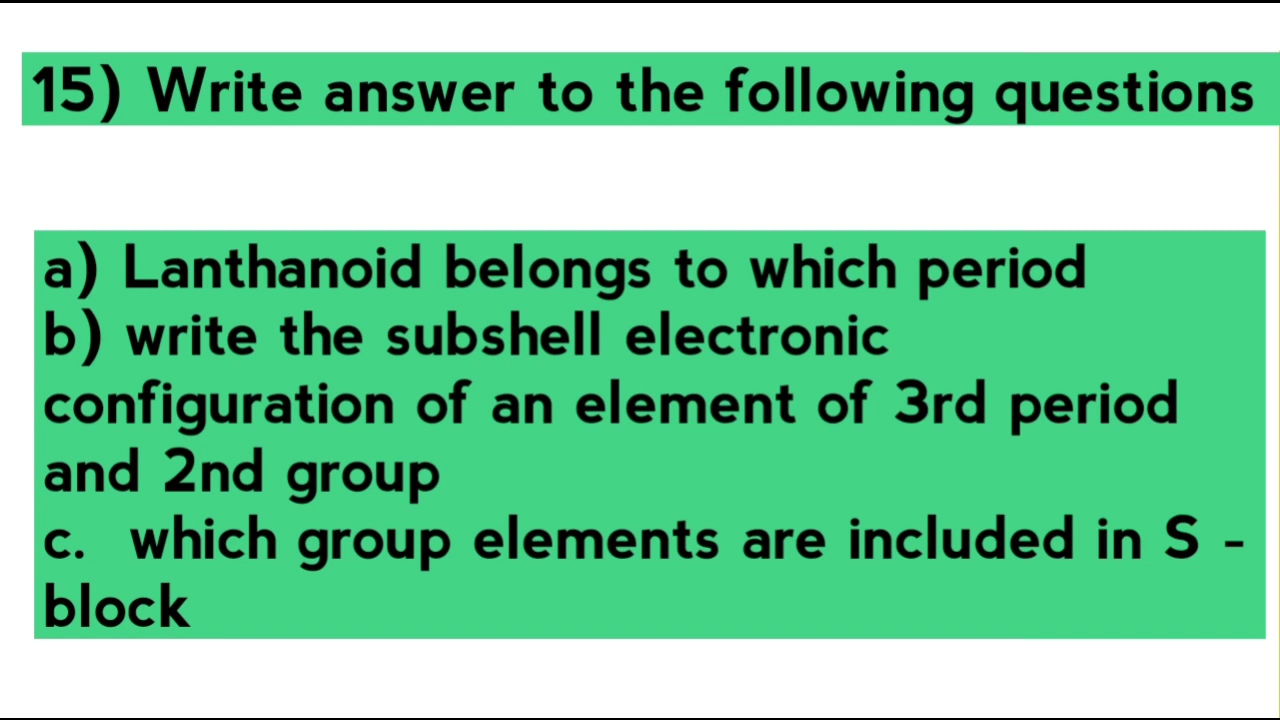 15) Write answer to the following questions
a) Lanthanoid belongs to which period
b) write the subshell electronic
configuration of an element of 3rd period
and 2nd group
c. which group elements are included in S -
block